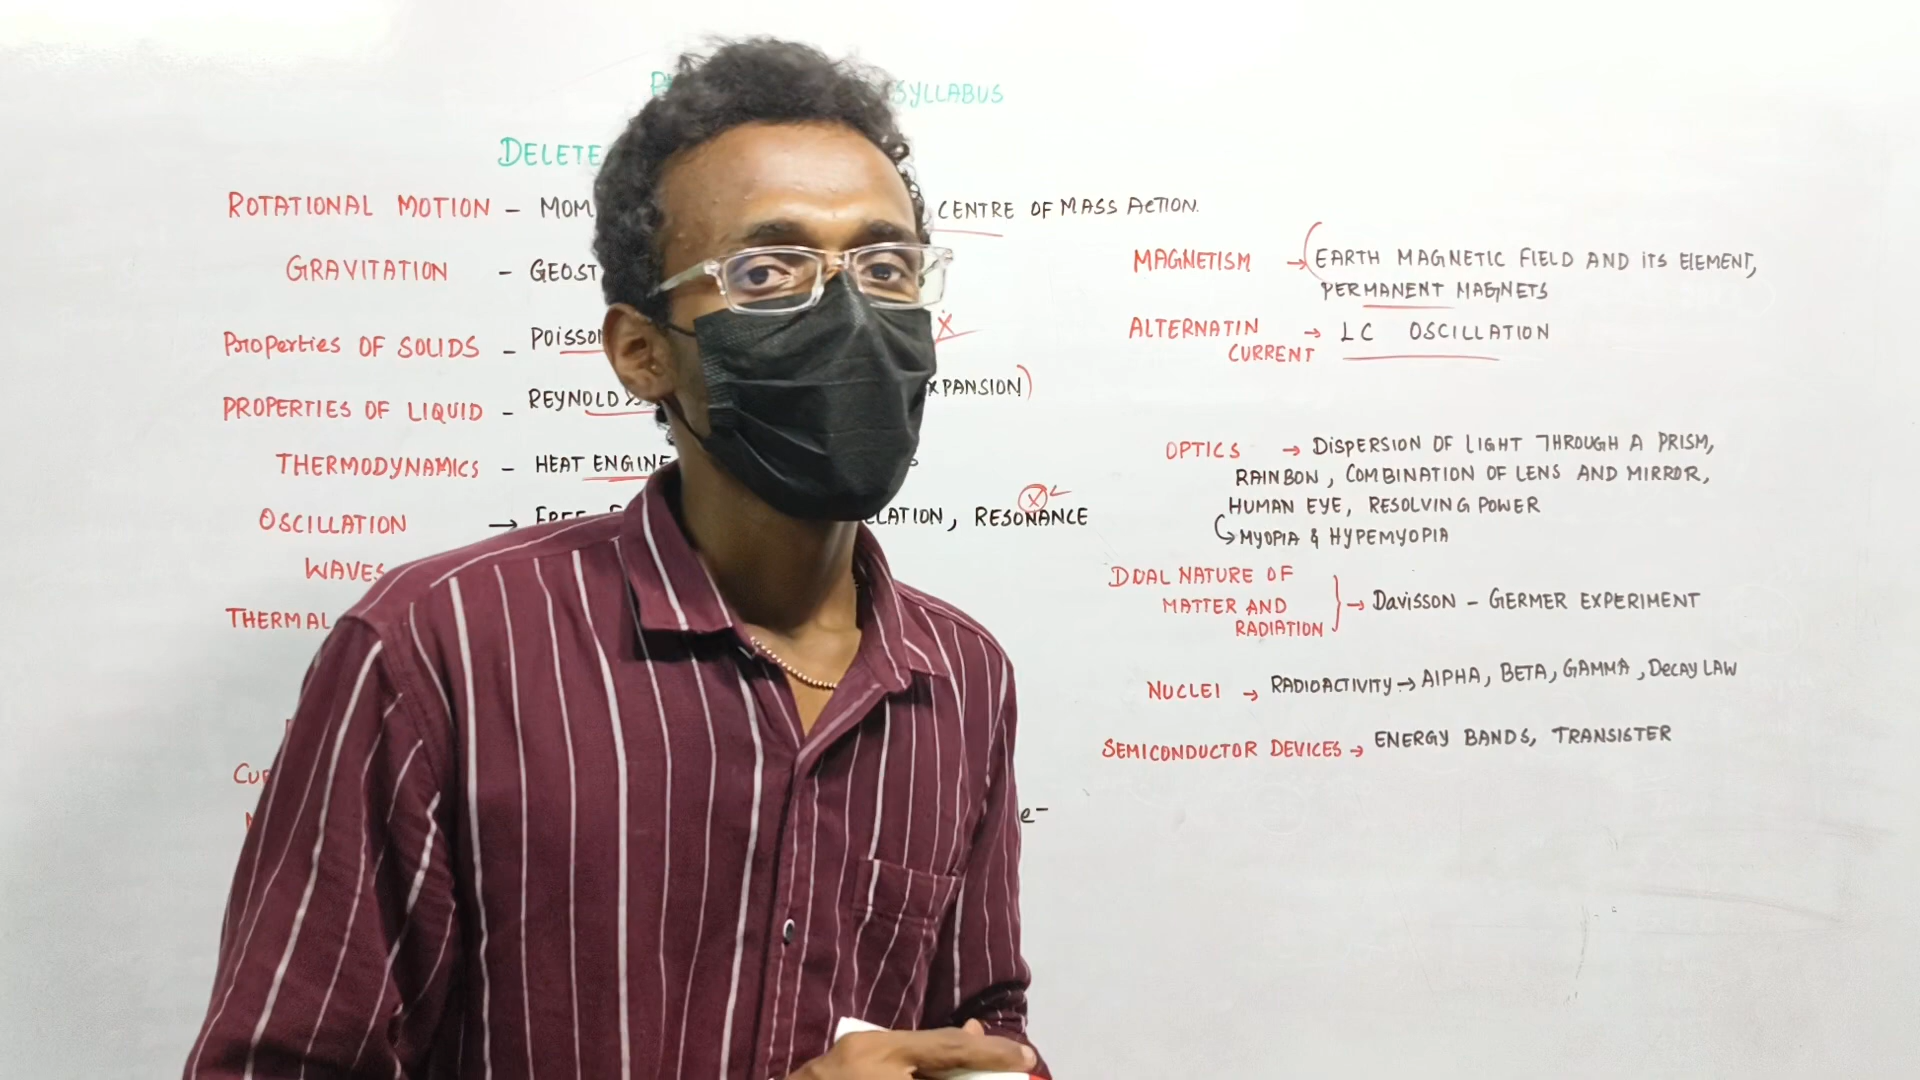 SYLLABUS
DELETE
ROTATIONAL MOTION - MOM CENTRE OF MASS ACTION.
GRAVITATION - GEOST
PROPERTIES OF SOLIDS - POISSON
PROPERTIES OF LIQUID - REYNOLD XPANSION)
THERMODYNAMICS - HEAT ENGINE
OSCILLATION → RESONANCE
WAVES
THERMAL
e-
MAGNETISM → (EARTH MAGNETIC FIELD AND ITS ELEMENT,
PERMANENT MAGNETS
ALTERNATIN → LC OSCILLATION
CURRENT
OPTICS → DISPERSION OF LIGHT THROUGH A PRISM,
RAINBON, COMBINATION OF LENS AND MIRROR,
HUMAN EYE, RESOLVING POWER
MYOPIA & HYPEMYOPIA
DUAL NATURE OF
MATTER AND
RADIATION } → DAVISSON - GERMER EXPERIMENT
NUCLEI → RADIOACTIVITY → AlPHA, BETA, GAMMA, DECAY LAW
SEMICONDUCTOR DEVICES → ENERGY BANDS, TRANSISTER